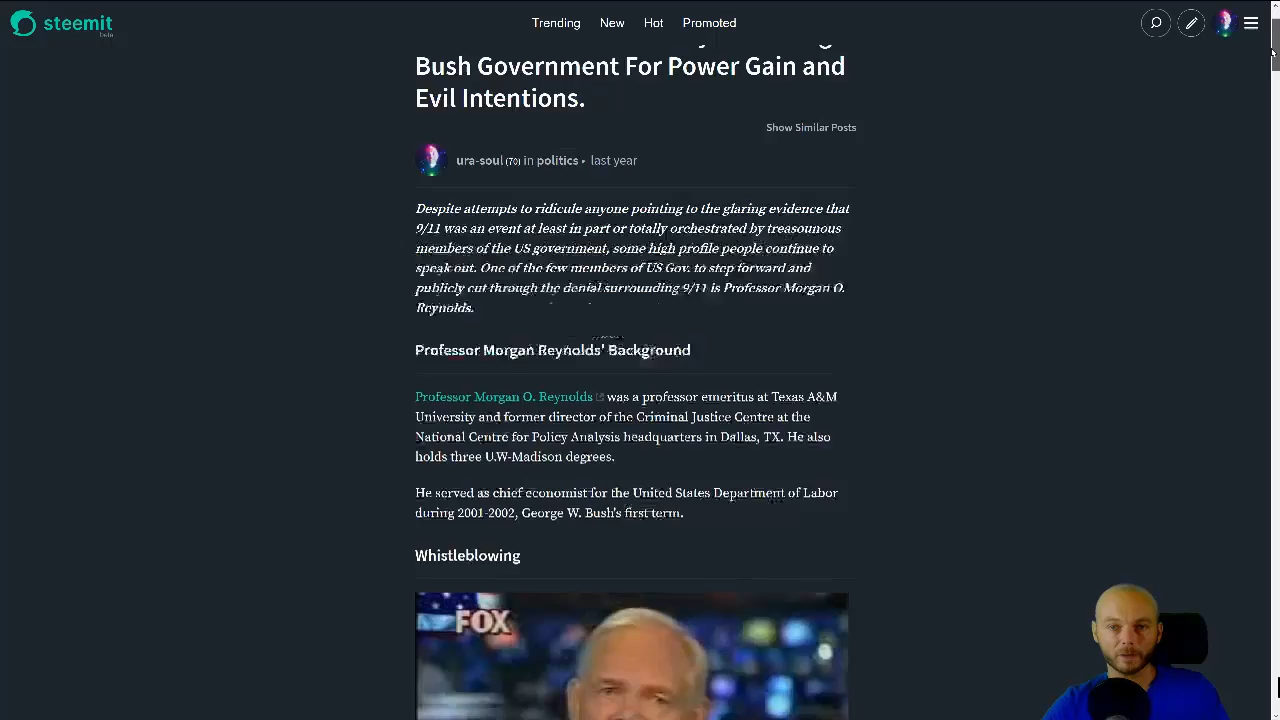 steemit
beta
Trending New Hot Promoted
Bush Government For Power Gain and
Evil Intentions.
Show Similar Posts
ura-soul (70) in politics • last year
Despite attempts to ridicule anyone pointing to the glaring evidence that
9/11 was an event at least in part or totally orchestrated by treasounous
members of the US government, some high profile people continue to
speak out. One of the few members of US Gov. to step forward and
publicly cut through the denial surrounding 9/11 is Professor Morgan O.
Reynolds.
Professor Morgan Reynolds' Background
Professor Morgan O. Reynolds was a professor emeritus at Texas A&M
University and former director of the Criminal Justice Centre at the
National Centre for Policy Analysis headquarters in Dallas, TX. He also
holds three U.W-Madison degrees.
He served as chief economist for the United States Department of Labor
during 2001-2002, George W. Bush's first term.
Whistleblowing
FOX